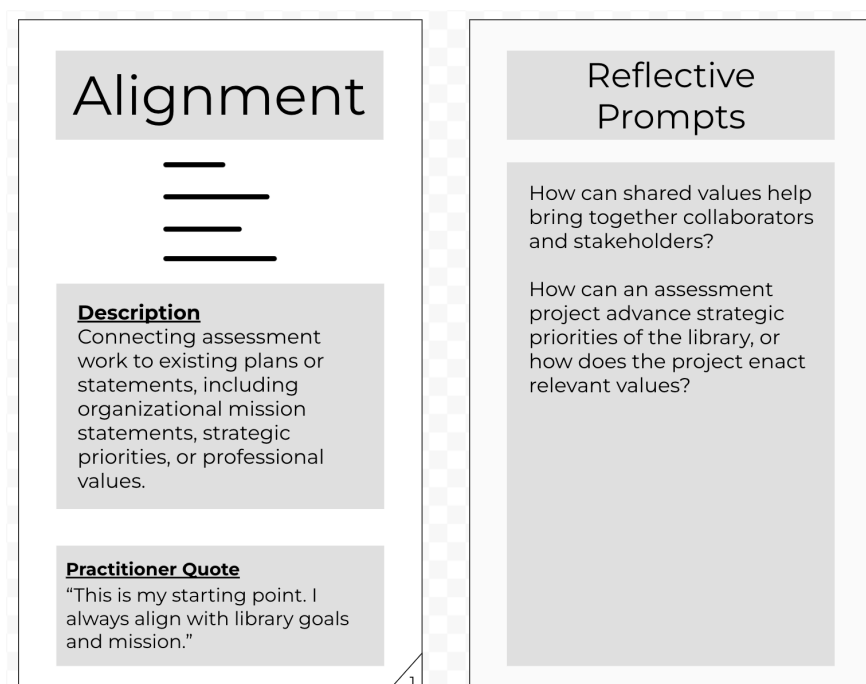 Alignment
Description
Connecting assessment
work to existing plans or
statements, including
organizational mission
statements, strategic
priorities, or professional
values.
Practitioner Quote
“This is my starting point. I
always align with library goals
and mission.”
1
Reflective
Prompts
How can shared values help
bring together collaborators
and stakeholders?
How can an assessment
project advance strategic
priorities of the library, or
how does the project enact
relevant values?